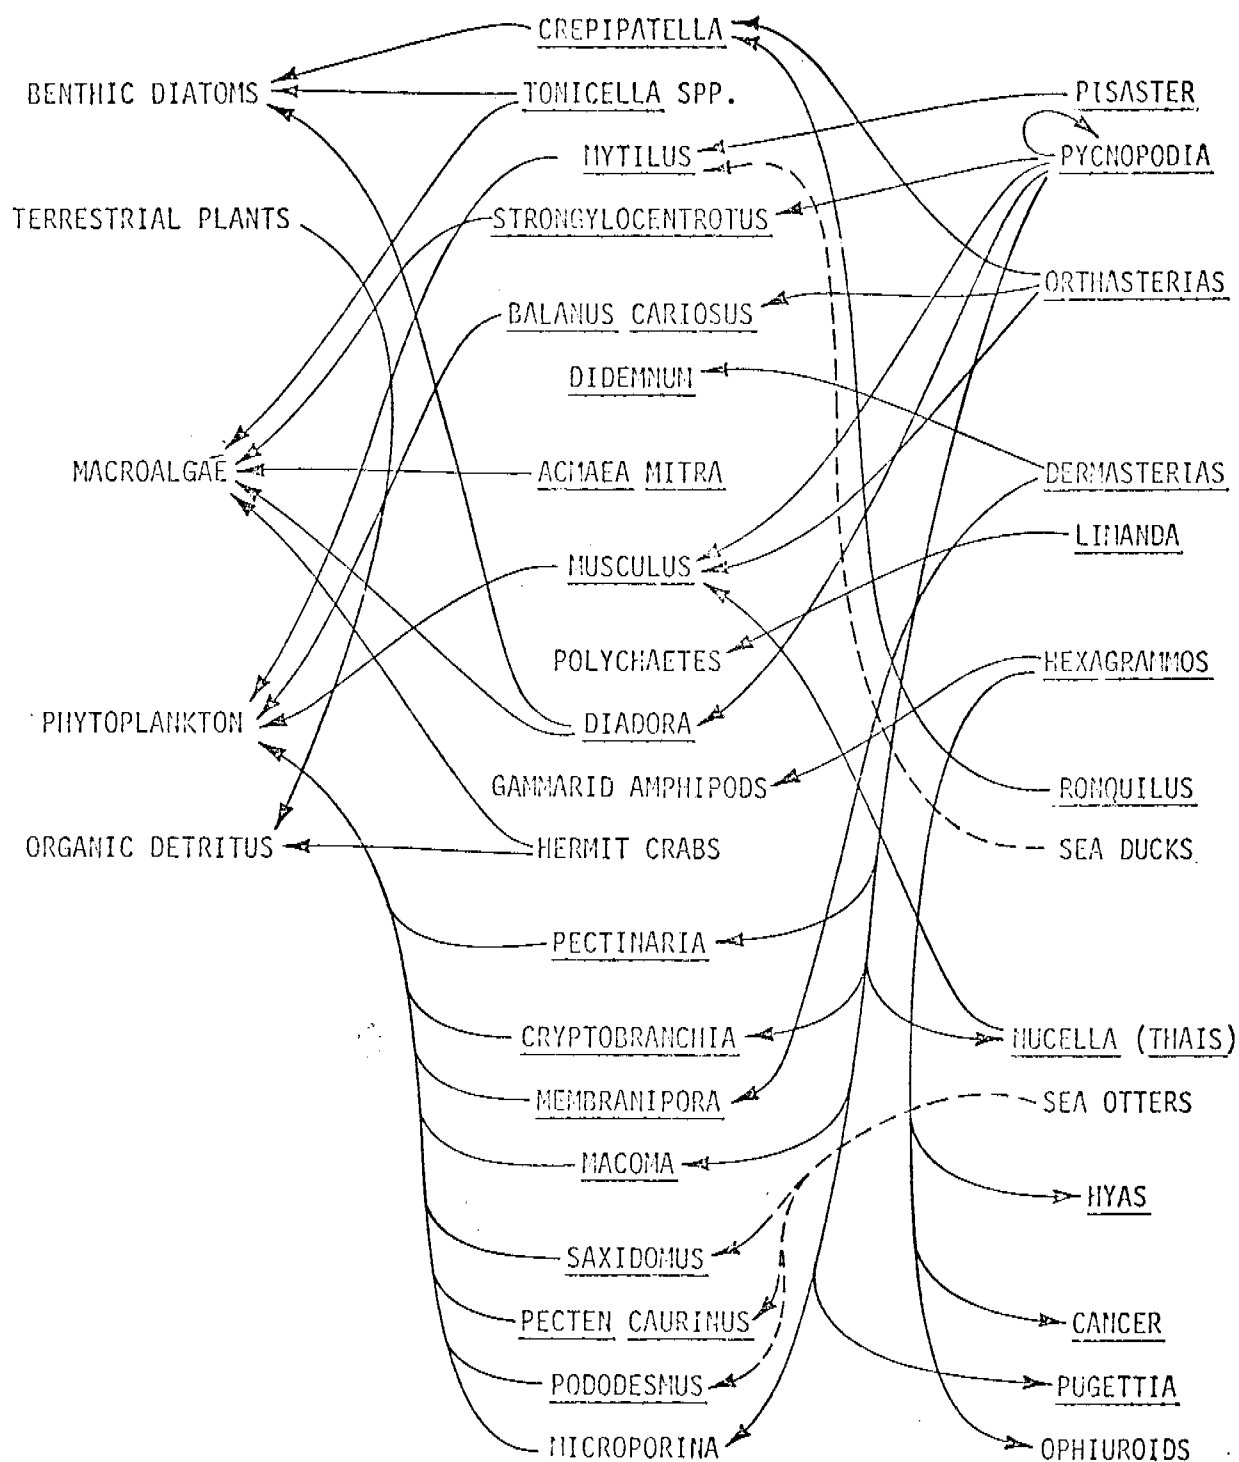 CREPIPATELLA
BENTHIC DIATOMS
TONICELLA SPP.
PISASTER
MYTILUS
PYCNOPODIA
TERRESTRIAL PLANTS
STRONGYLOCENTROTUS
ORTHASTERIAS
BALANUS CARIOSUS
DIDEMNUM
MACROALGAE
ACMAEA MITRA
DERMASTERIAS
LIMANDA
MUSCULUS
POLYCHAETES
HEXAGRAMMOS
PHYTOPLANKTON
DIADORA
GAMMARID AMPHIPODS
RONQUILUS
ORGANIC DETRITUS
HERMIT CRABS
SEA DUCKS
PECTINARIA
CRYPTOBRANCHIA
NUCELLA (THAIS)
MEMBRANIPORA
SEA OTTERS
MACOMA
HYAS
SAXIDOMUS
PECTEN CAURINUS
CANCER
PODODESMUS
PUGETTIA
MICROPORINA
OPHIUROIDS